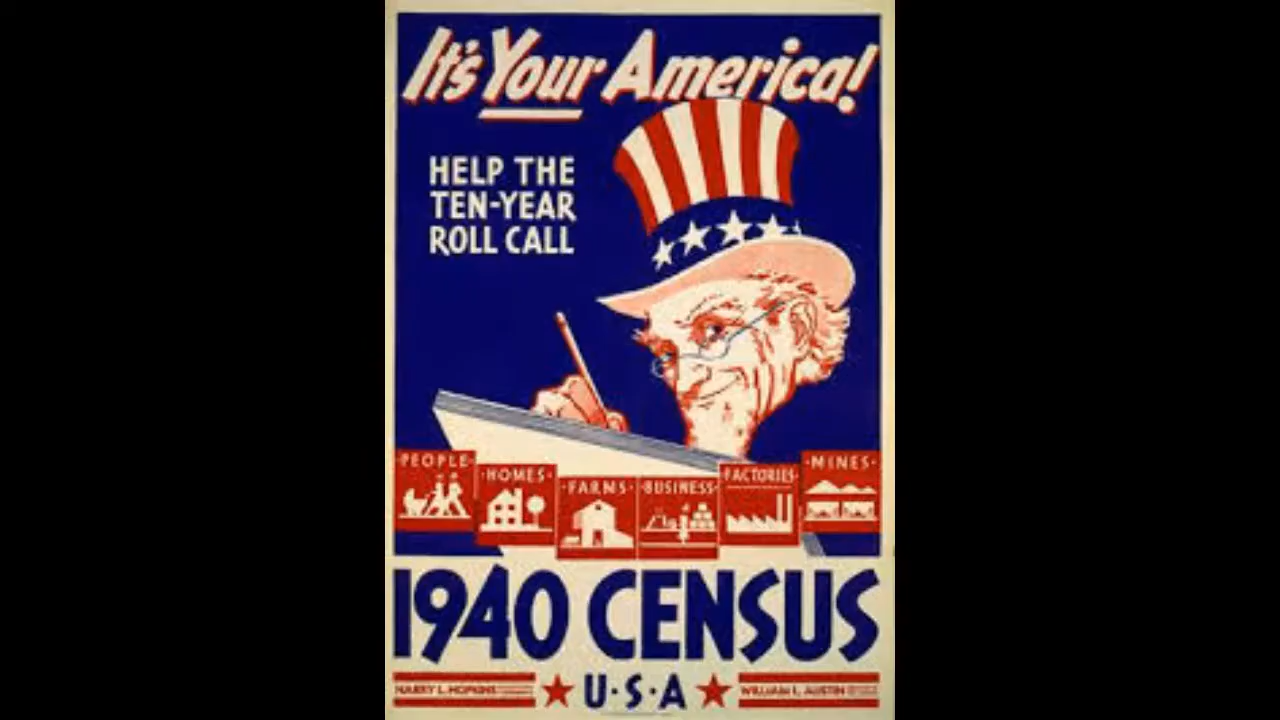 It's Your America!
HELP THE
TEN-YEAR
ROLL CALL
·PEOPLE·
·HOMES·
·FARMS·
·BUSINESS·
·FACTORIES·
·MINES·
1940 CENSUS
HARRY L. HOPKINS
U·S·A
WILLIAM L. AUSTIN